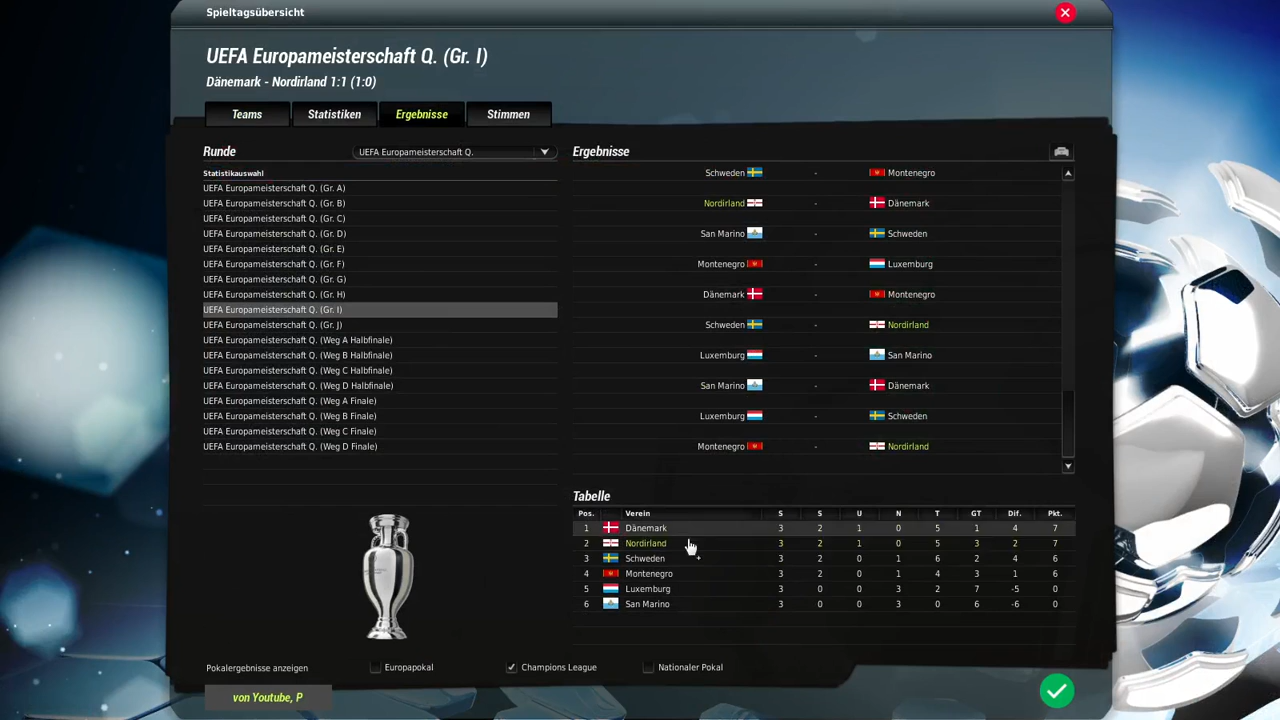 Spieltagsübersicht
UEFA Europameisterschaft Q. (Gr. I)
Dänemark - Nordirland 1:1 (1:0)
Teams Statistiken Ergebnisse Stimmen
Runde UEFA Europameisterschaft Q.
Statistikauswahl
UEFA Europameisterschaft Q. (Gr. A)
UEFA Europameisterschaft Q. (Gr. B)
UEFA Europameisterschaft Q. (Gr. C)
UEFA Europameisterschaft Q. (Gr. D)
UEFA Europameisterschaft Q. (Gr. E)
UEFA Europameisterschaft Q. (Gr. F)
UEFA Europameisterschaft Q. (Gr. G)
UEFA Europameisterschaft Q. (Gr. H)
UEFA Europameisterschaft Q. (Gr. I)
UEFA Europameisterschaft Q. (Gr. J)
UEFA Europameisterschaft Q. (Weg A Halbfinale)
UEFA Europameisterschaft Q. (Weg B Halbfinale)
UEFA Europameisterschaft Q. (Weg C Halbfinale)
UEFA Europameisterschaft Q. (Weg D Halbfinale)
UEFA Europameisterschaft Q. (Weg A Finale)
UEFA Europameisterschaft Q. (Weg B Finale)
UEFA Europameisterschaft Q. (Weg C Finale)
UEFA Europameisterschaft Q. (Weg D Finale)
Ergebnisse
Schweden - Montenegro
Nordirland - Dänemark
San Marino - Schweden
Montenegro - Luxemburg
Dänemark - Montenegro
Schweden - Nordirland
Luxemburg - San Marino
San Marino - Dänemark
Luxemburg - Schweden
Montenegro - Nordirland
Tabelle
Pos. Verein S S U N T GT Dif. Pkt.
1 Dänemark 3 2 1 0 5 1 4 7
2 Nordirland 3 2 1 0 5 3 2 7
3 Schweden 3 2 0 1 6 2 4 6
4 Montenegro 3 2 0 1 4 3 1 6
5 Luxemburg 3 0 0 3 2 7 -5 0
6 San Marino 3 0 0 3 0 6 -6 0
Pokalergebnisse anzeigen Europapokal Champions League Nationaler Pokal
von Youtube, P